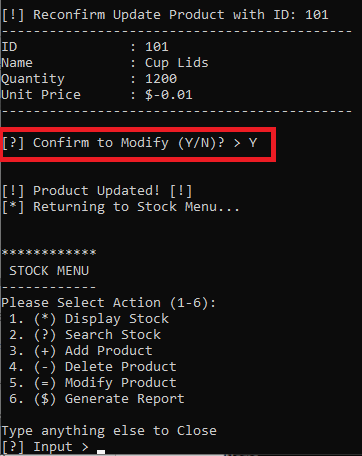 [!] Reconfirm Update Product with ID: 101
--------------------------------------------
ID              : 101
Name            : Cup Lids
Quantity        : 1200
Unit Price      : $-0.01
--------------------------------------------
[?] Confirm to Modify (Y/N)? > Y
[!] Product Updated! [!]
[*] Returning to Stock Menu...
************
STOCK MENU
------------
Please Select Action (1-6):
1. (*) Display Stock
2. (?) Search Stock
3. (+) Add Product
4. (-) Delete Product
5. (=) Modify Product
6. ($) Generate Report
Type anything else to Close
[?] Input >